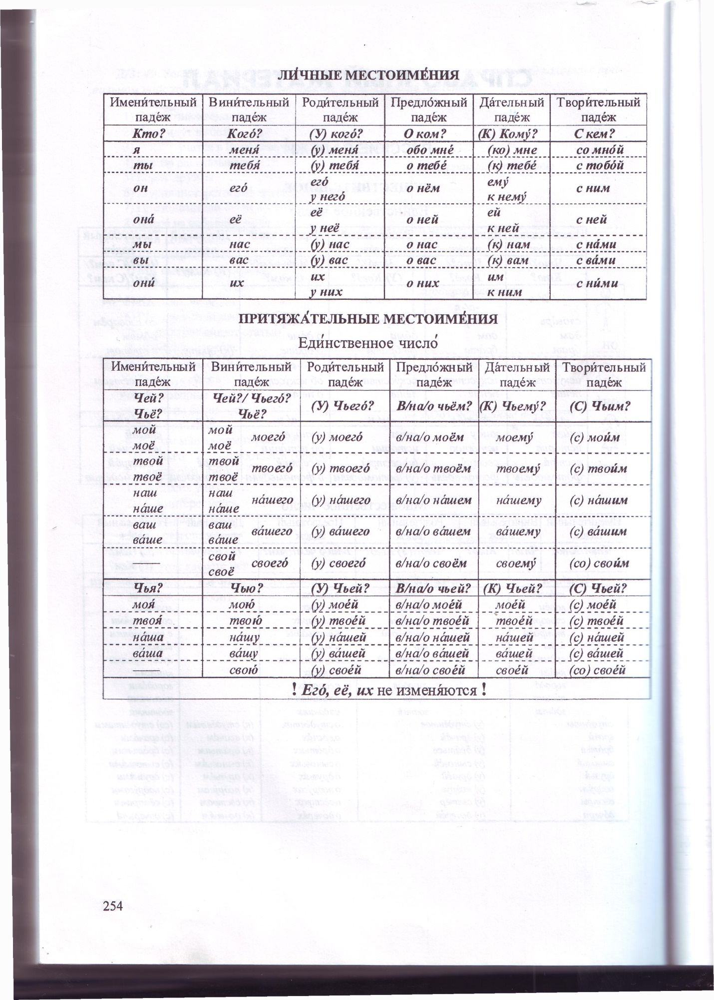 ЛИ́ЧНЫЕ МЕСТОИМЕ́НИЯ
Имени́тельный Вини́тельный Роди́тельный Предло́жный Да́тельный Твори́тельный
паде́ж паде́ж паде́ж паде́ж паде́ж паде́ж
Кто? Кого́? (У) кого́? О ком? (К) Кому́? С кем?
я меня́ (у) меня́ обо мне́ (ко) мне со мно́й
ты тебя́ (у) тебя́ о тебе́ (к) тебе́ с тобо́й
он его́ его́ у него́ о нём ему́ к нему́ с ним
она́ её её у неё о ней ей к ней с ней
мы нас (у) нас о нас (к) нам с на́ми
вы вас (у) вас о вас (к) вам с ва́ми
они́ их их у них о них им к ним с ни́ми
ПРИТЯЖА́ТЕЛЬНЫЕ МЕСТОИМЕ́НИЯ
Еди́нственное число́
Имени́тельный Вини́тельный Роди́тельный Предло́жный Да́тельный Твори́тельный
паде́ж паде́ж паде́ж паде́ж паде́ж паде́ж
Чей? Чьё? Чей?/ Чьего́? Чьё? (У) Чьего́? В/на/о чьём? (К) Чьему́? (С) Чьим?
мой моё мой моё моего́ (у) моего́ в/на/о моём моему́ (с) мои́м
твой твоё твой твоё твоего́ (у) твоего́ в/на/о твоём твоему́ (с) твои́м
наш на́ше наш на́ше на́шего (у) на́шего в/на/о на́шем на́шему (с) на́шим
ваш ва́ше ваш ва́ше ва́шего (у) ва́шего в/на/о ва́шем ва́шему (с) ва́шим
—— свой своё своего́ (у) своего́ в/на/о своём своему́ (со) свои́м
Чья? Чью? (У) Чьей? В/на/о чьей? (К) Чьей? (С) Чьей?
моя́ мою́ (у) мое́й в/на/о мое́й мое́й (с) мое́й
твоя́ твою́ (у) твое́й в/на/о твое́й твое́й (с) твое́й
на́ша на́шу (у) на́шей в/на/о на́шей на́шей (с) на́шей
ва́ша ва́шу (у) ва́шей в/на/о ва́шей ва́шей (с) ва́шей
—— свою́ (у) свое́й в/на/о свое́й свое́й (со) свое́й
! Его́, её, их не изменя́ются !
254